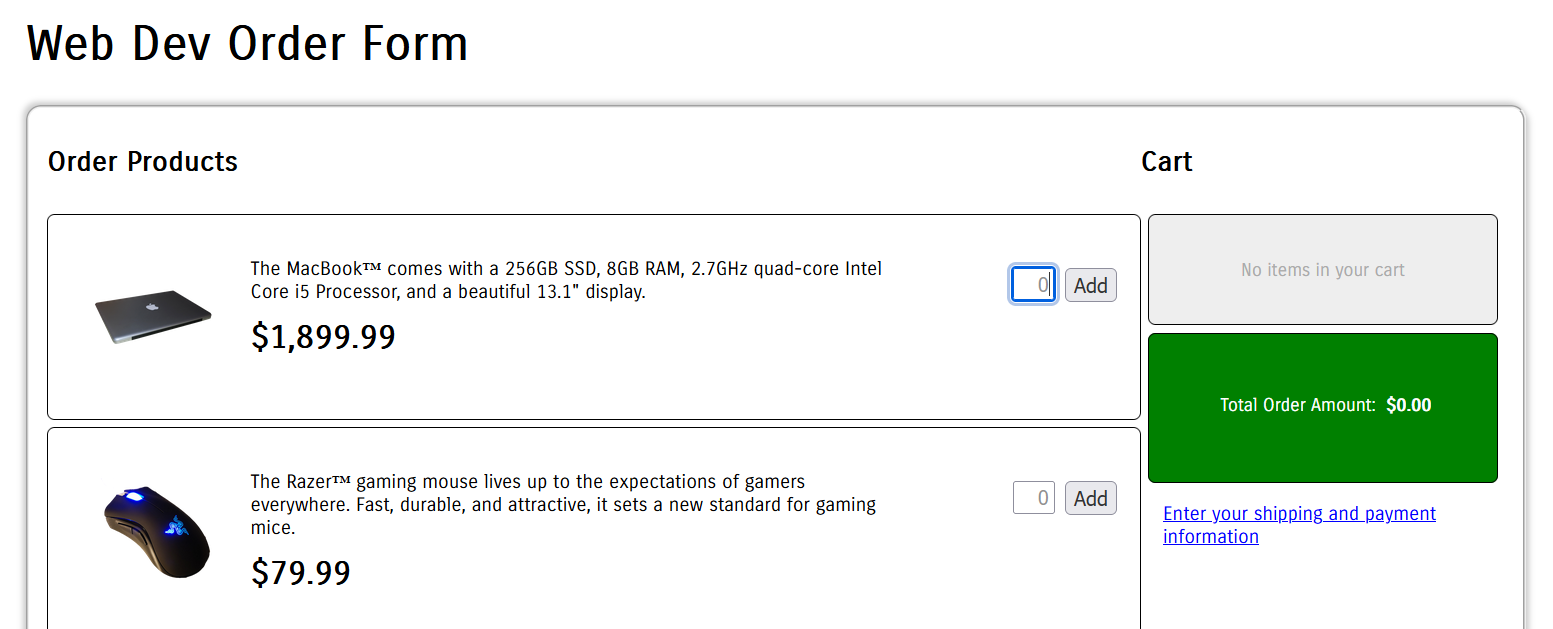 Web Dev Order Form
Order Products
Cart
The MacBook™ comes with a 256GB SSD, 8GB RAM, 2.7GHz quad-core Intel
Core i5 Processor, and a beautiful 13.1" display.
$1,899.99
0
Add
No items in your cart
Total Order Amount: $0.00
The Razer™ gaming mouse lives up to the expectations of gamers
everywhere. Fast, durable, and attractive, it sets a new standard for gaming
mice.
$79.99
0
Add
Enter your shipping and payment
information